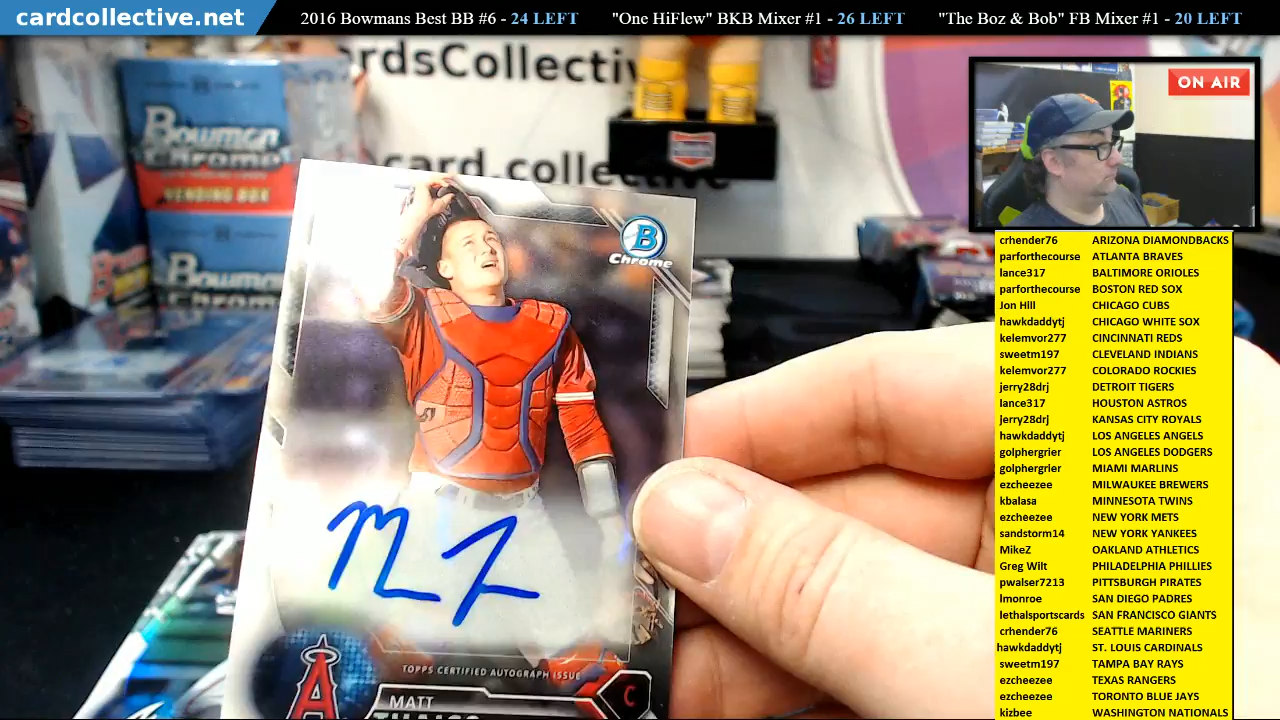 cardcollective.net
2016 Bowmans Best BB #6 - 24 LEFT
"One HiFlew" BKB Mixer #1 - 26 LEFT
"The Boz & Bob" FB Mixer #1 - 20 LEFT
ON AIR
Bowman
Chrome
VENDING BOX
Bowman
Chrome
B
Chrome
TOPPS CERTIFIED AUTOGRAPH ISSUE
A
MATT
C
crhender76 ARIZONA DIAMONDBACKS
parforthecourse ATLANTA BRAVES
lance317 BALTIMORE ORIOLES
parforthecourse BOSTON RED SOX
Jon Hill CHICAGO CUBS
hawkdaddytj CHICAGO WHITE SOX
kelemvor277 CINCINNATI REDS
sweetm197 CLEVELAND INDIANS
kelemvor277 COLORADO ROCKIES
jerry28drj DETROIT TIGERS
lance317 HOUSTON ASTROS
jerry28drj KANSAS CITY ROYALS
hawkdaddytj LOS ANGELES ANGELS
golphergrier LOS ANGELES DODGERS
golphergrier MIAMI MARLINS
ezcheezee MILWAUKEE BREWERS
kbalasa MINNESOTA TWINS
ezcheezee NEW YORK METS
sandstorm14 NEW YORK YANKEES
MikeZ OAKLAND ATHLETICS
Greg Wilt PHILADELPHIA PHILLIES
pwalser7213 PITTSBURGH PIRATES
lmonroe SAN DIEGO PADRES
lethalsportscards SAN FRANCISCO GIANTS
crhender76 SEATTLE MARINERS
hawkdaddytj ST. LOUIS CARDINALS
sweetm197 TAMPA BAY RAYS
ezcheezee TEXAS RANGERS
ezcheezee TORONTO BLUE JAYS
kizbee WASHINGTON NATIONALS